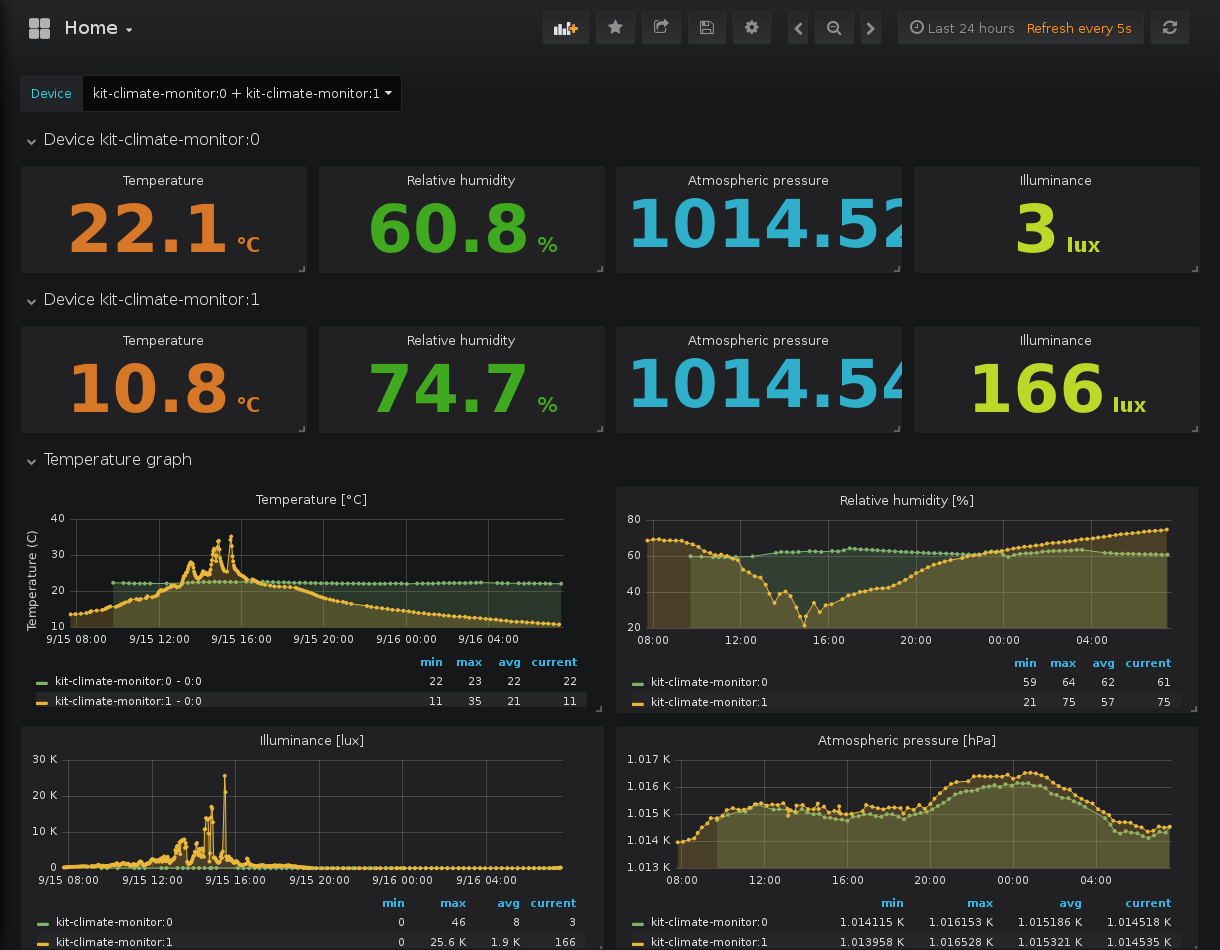 Home
Last 24 hours Refresh every 5s
Device kit-climate-monitor:0 + kit-climate-monitor:1
Device kit-climate-monitor:0
Temperature Relative humidity Atmospheric pressure Illuminance
22.1 °C 60.8 % 1014.52 3 lux
Device kit-climate-monitor:1
Temperature Relative humidity Atmospheric pressure Illuminance
10.8 °C 74.7 % 1014.54 166 lux
Temperature graph
Temperature [°C]
Temperature (C)
40
30
20
10
9/15 08:00 9/15 12:00 9/15 16:00 9/15 20:00 9/16 00:00 9/16 04:00
min max avg current
kit-climate-monitor:0 - 0:0 22 23 22 22
kit-climate-monitor:1 - 0:0 11 35 21 11
Relative humidity [%]
80
60
40
20
08:00 12:00 16:00 20:00 00:00 04:00
min max avg current
kit-climate-monitor:0 59 64 62 61
kit-climate-monitor:1 21 75 57 75
Illuminance [lux]
30 K
20 K
10 K
0
9/15 08:00 9/15 12:00 9/15 16:00 9/15 20:00 9/16 00:00 9/16 04:00
min max avg current
kit-climate-monitor:0 0 46 8 3
kit-climate-monitor:1 0 25.6 K 1.9 K 166
Atmospheric pressure [hPa]
1.017 K
1.016 K
1.015 K
1.014 K
1.013 K
08:00 12:00 16:00 20:00 00:00 04:00
min max avg current
kit-climate-monitor:0 1.014115 K 1.016153 K 1.015186 K 1.014518 K
kit-climate-monitor:1 1.013958 K 1.016528 K 1.015321 K 1.014535 K